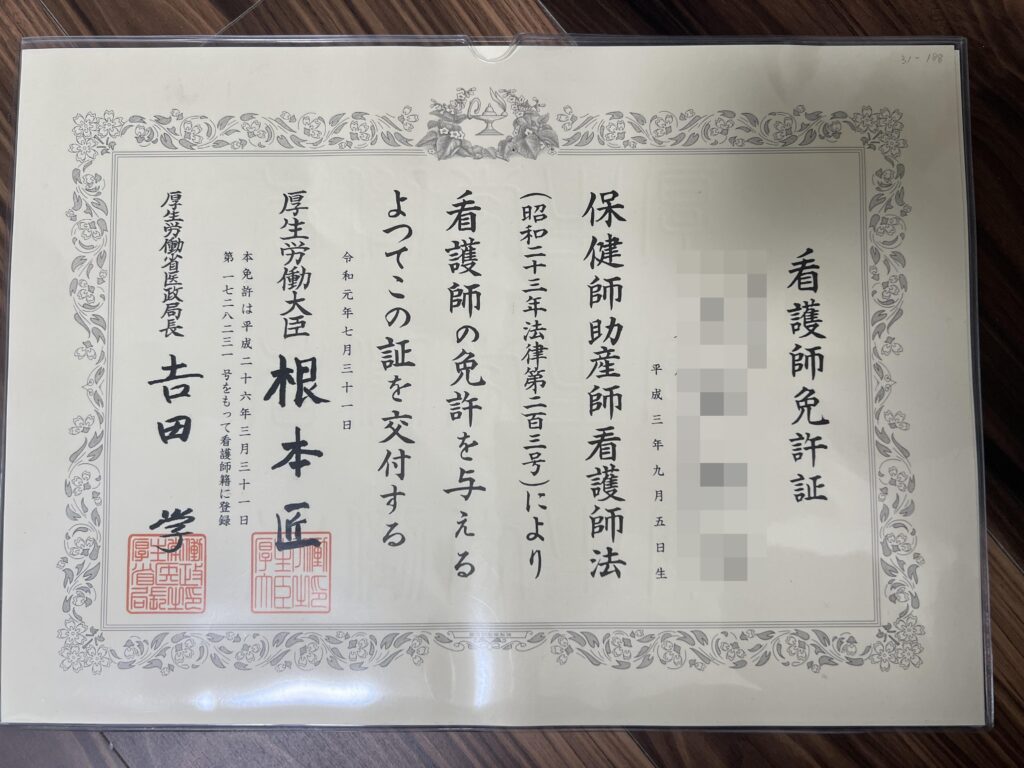 31-188
看護師免許証
平成三年九月五日生
保健師助産師看護師法
(昭和二十三年法律第二百三号)により
看護師の免許を与える
よつてこの証を交付する
令和元年七月三十一日
厚生労働大臣 根本匠
本免許は平成二十六年三月三十一日
第一七二八二三一号をもって看護師籍に登録
厚生労働省医政局長 吉田学